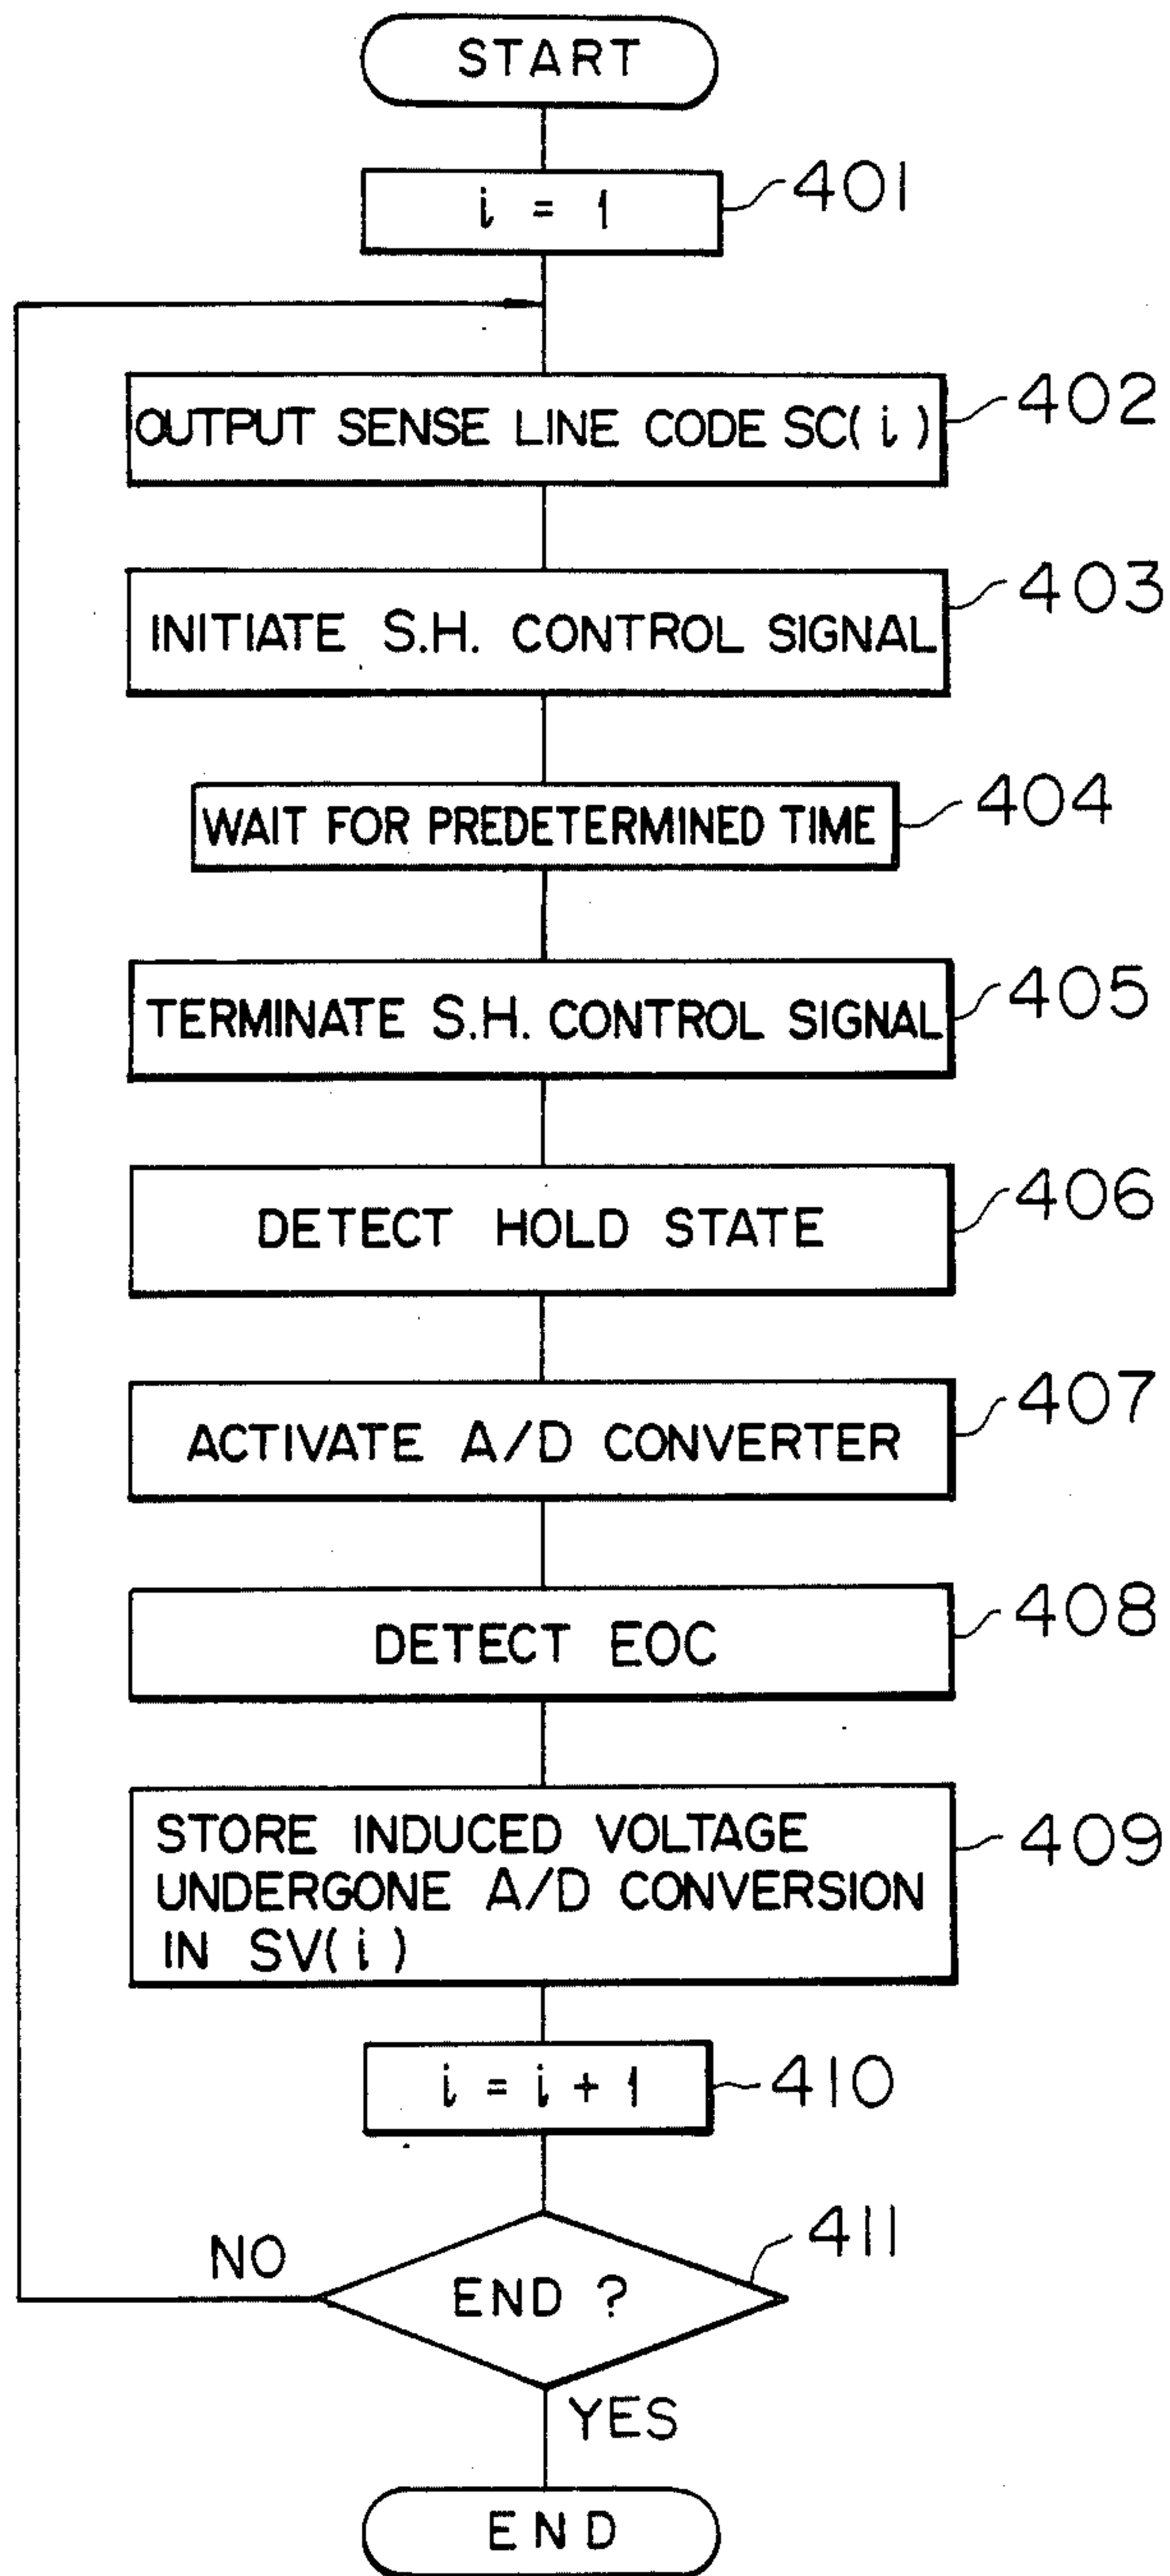 START
i = 1
401
OUTPUT SENSE LINE CODE SC(i)
402
INITIATE S.H. CONTROL SIGNAL
403
WAIT FOR PREDETERMINED TIME
404
TERMINATE S.H. CONTROL SIGNAL
405
DETECT HOLD STATE
406
ACTIVATE A/D CONVERTER
407
DETECT EOC
408
STORE INDUCED VOLTAGE
UNDERGONE A/D CONVERSION
IN SV(i)
409
i = i + 1
410
411
NO
END ?
YES
END